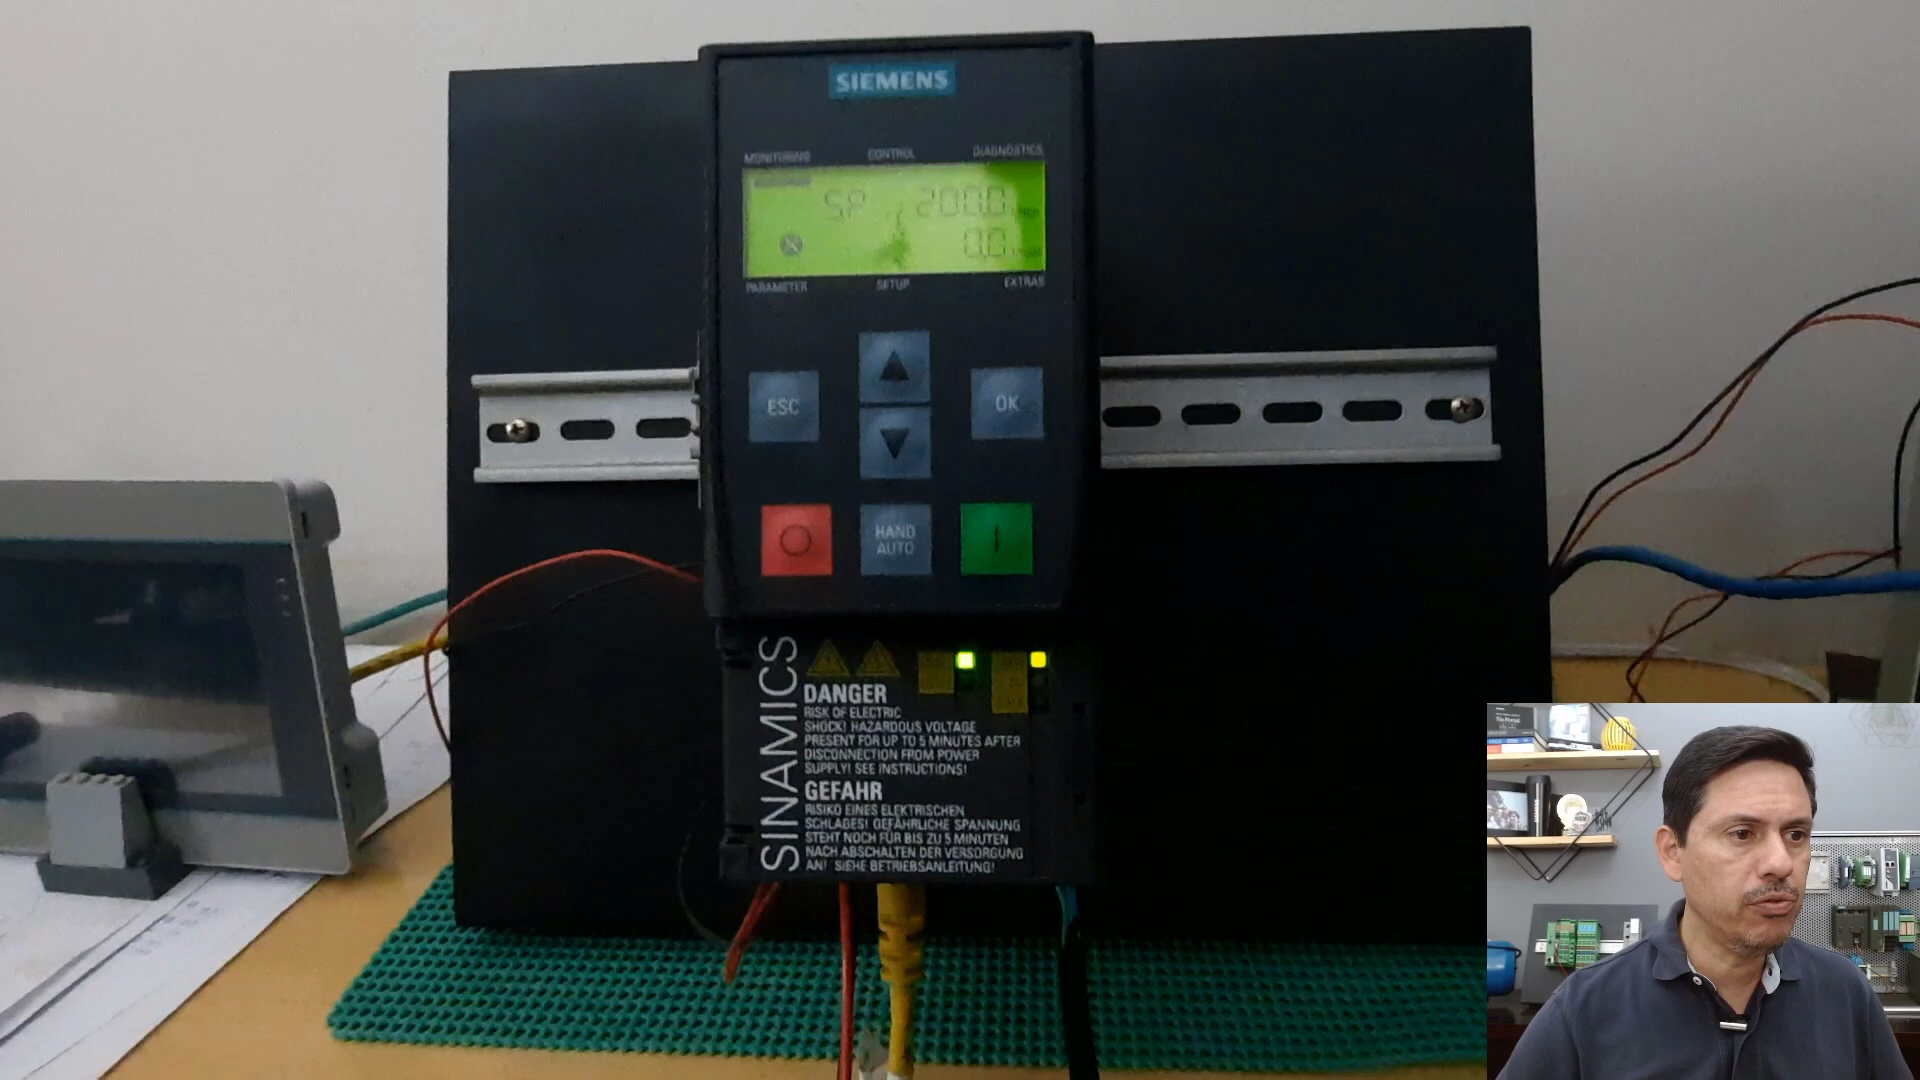 SIEMENS
MONITORING CONTROL DIAGNOSTICS
SP 200.0
0.0
PARAMETER SETUP EXTRAS
ESC
OK
HAND
AUTO
SINAMICS
DANGER
RISK OF ELECTRIC
SHOCK! HAZARDOUS VOLTAGE
PRESENT FOR UP TO 5 MINUTES AFTER
DISCONNECTION FROM POWER
SUPPLY! SEE INSTRUCTIONS!
GEFAHR
RISIKO EINES ELEKTRISCHEN
SCHLAGES! GEFÄHRLICHE SPANNUNG
STEHT NOCH FÜR BIS ZU 5 MINUTEN
NACH ABSCHALTEN DER VERSORGUNG
AN! SIEHE BETRIEBSANLEITUNG!